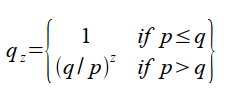 q_z = { 1 if p ≤ q
(q/p)^z if p > q }